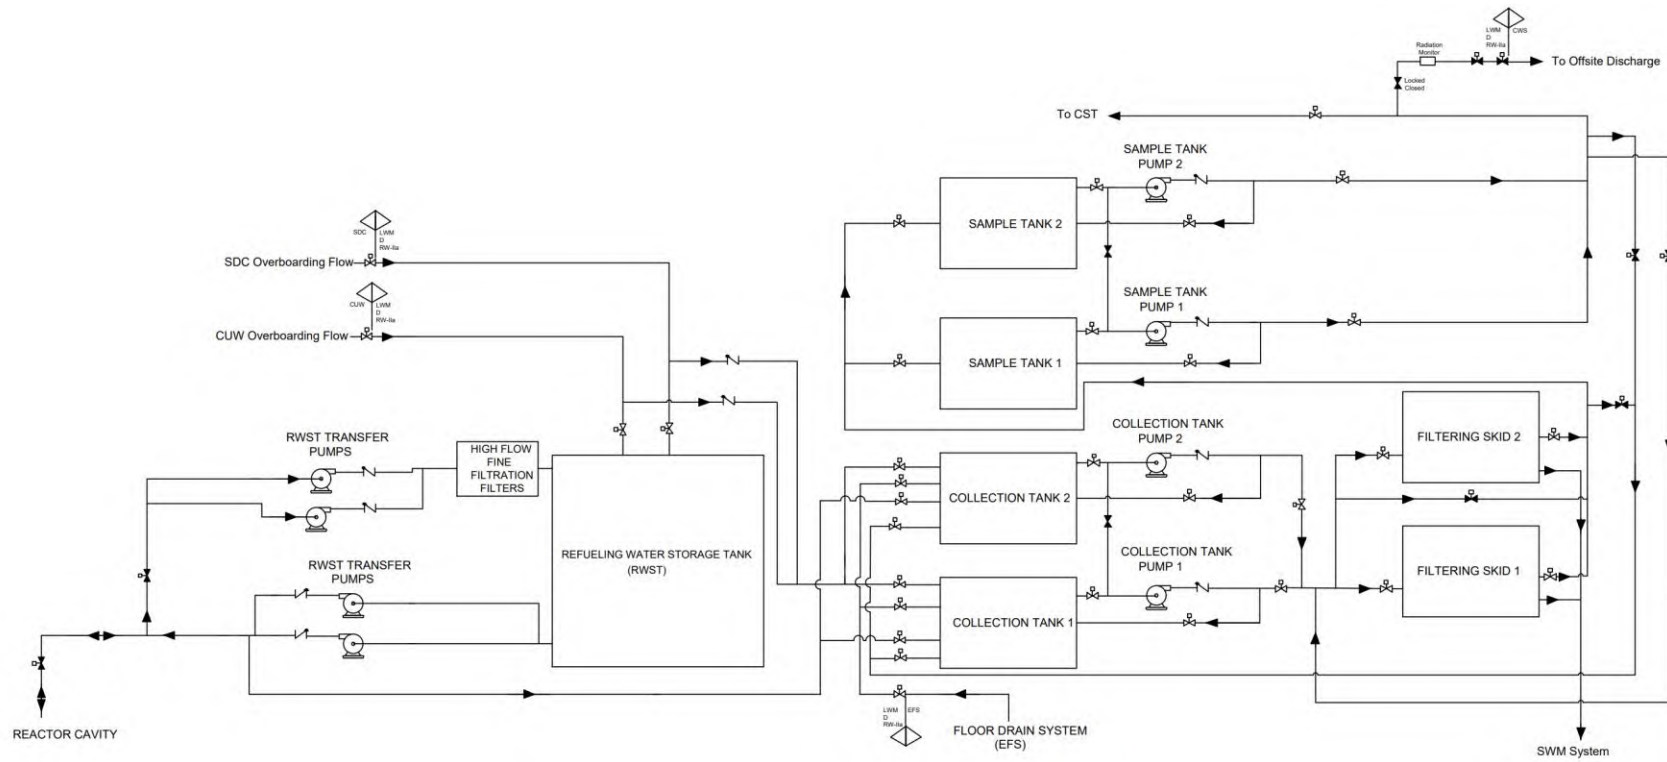 LWM
D
RW-IIa
CWS
Radiation
Monitor
To Offsite Discharge
Locked
Closed
To CST
SAMPLE TANK
PUMP 2
SAMPLE TANK 2
SDC
LWM
D
RW-IIa
SDC Overboarding Flow
CUW
LWM
D
RW-IIa
CUW Overboarding Flow
SAMPLE TANK
PUMP 1
SAMPLE TANK 1
RWST TRANSFER
PUMPS
HIGH FLOW
FINE
FILTRATION
FILTERS
COLLECTION TANK
PUMP 2
FILTERING SKID 2
COLLECTION TANK 2
REFUELING WATER STORAGE TANK
(RWST)
RWST TRANSFER
PUMPS
COLLECTION TANK
PUMP 1
FILTERING SKID 1
COLLECTION TANK 1
LWM
D
RW-IIa
EFS
FLOOR DRAIN SYSTEM
(EFS)
REACTOR CAVITY
SWM System